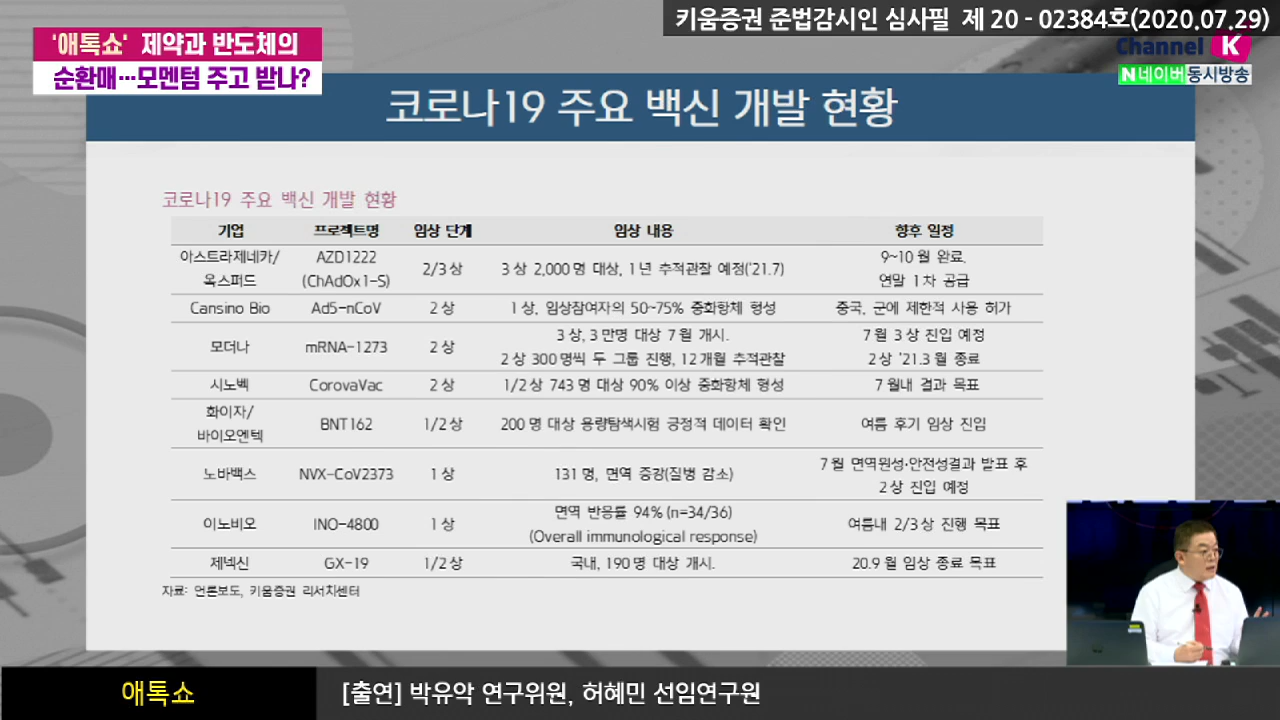 키움증권 준법감시인 심사필 제 20 - 02384호(2020.07.29)
'애톡쇼' 제약과 반도체의
순환매…모멘텀 주고 받나?
Channel K
N네이버 동시방송
코로나19 주요 백신 개발 현황
코로나19 주요 백신 개발 현황
기업 프로젝트명 임상 단계 임상 내용 향후 일정
아스트라제네카/
옥스퍼드
AZD1222
(ChAdOx1-S)
2/3상
3상 2,000명 대상, 1년 추적관찰 예정('21.7)
9~10월 완료,
연말 1차 공급
Cansino Bio Ad5-nCoV 2상 1상, 임상참여자의 50~75% 중화항체 형성 중국, 군에 제한적 사용 허가
모더나 mRNA-1273 2상
3상, 3만명 대상 7월 개시.
2상 300명씩 두 그룹 진행, 12개월 추적관찰
7월 3상 진입 예정
2상 '21.3월 종료
시노벡 CorovaVac 2상 1/2상 743명 대상 90% 이상 중화항체 형성 7월내 결과 목표
화이자/
바이오엔텍
BNT162 1/2상 200명 대상 용량탐색시험 긍정적 데이터 확인 여름 후기 임상 진입
노바백스 NVX-CoV2373 1상 131명, 면역 증강(질병 감소)
7월 면역원성·안전성결과 발표 후
2상 진입 예정
이노비오 INO-4800 1상
면역 반응률 94% (n=34/36)
(Overall immunological response)
여름내 2/3상 진행 목표
제넥신 GX-19 1/2상 국내, 190명 대상 개시. 20.9월 임상 종료 목표
자료: 언론보도, 키움증권 리서치센터
애톡쇼
[출연] 박유악 연구위원, 허혜민 선임연구원